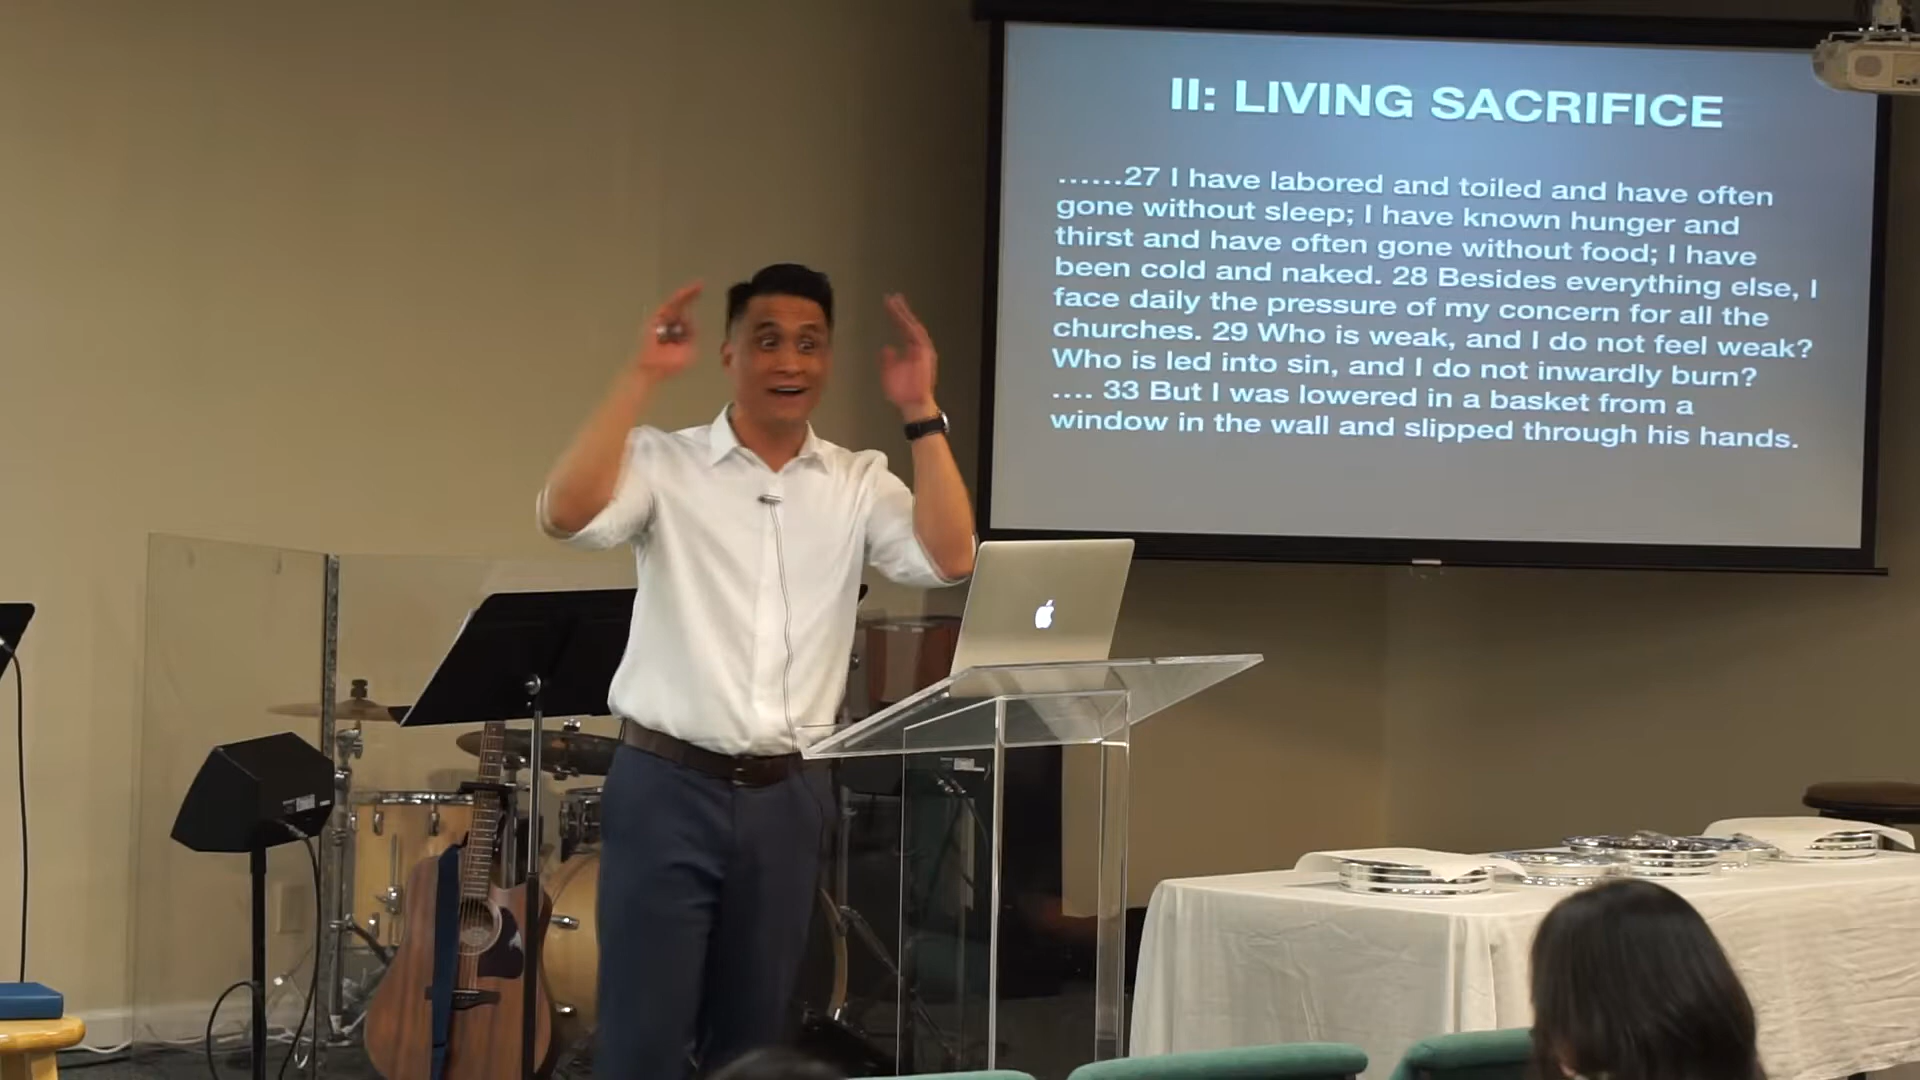 II: LIVING SACRIFICE
......27 I have labored and toiled and have often
gone without sleep; I have known hunger and
thirst and have often gone without food; I have
been cold and naked. 28 Besides everything else, I
face daily the pressure of my concern for all the
churches. 29 Who is weak, and I do not feel weak?
Who is led into sin, and I do not inwardly burn?
.... 33 But I was lowered in a basket from a
window in the wall and slipped through his hands.